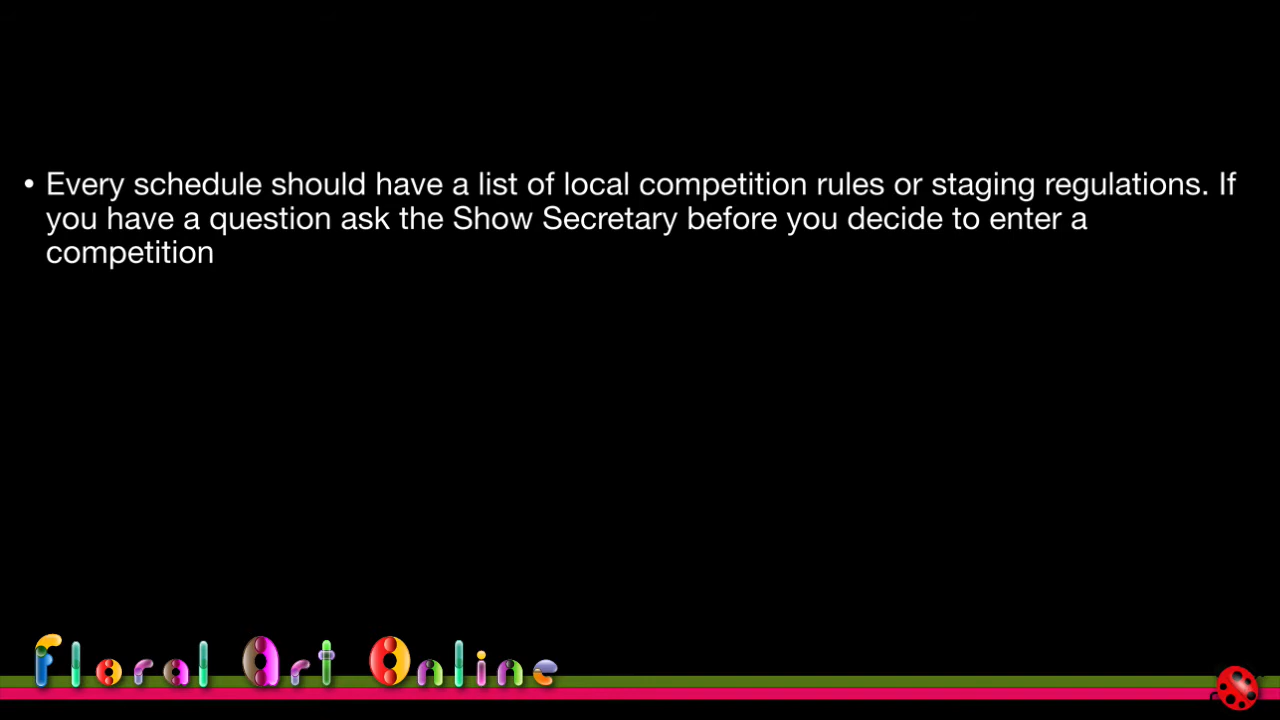 • Every schedule should have a list of local competition rules or staging regulations. If
you have a question ask the Show Secretary before you decide to enter a
competition
Floral Art Online